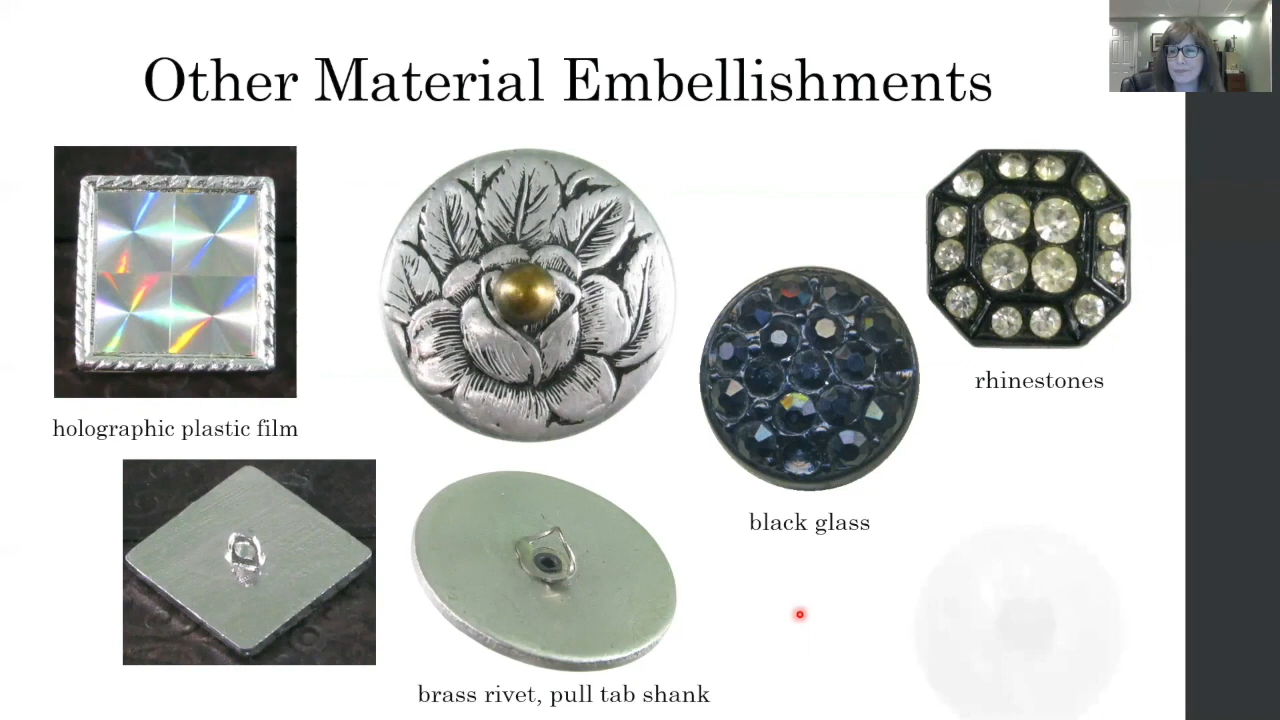 Other Material Embellishments
holographic plastic film
rhinestones
black glass
brass rivet, pull tab shank